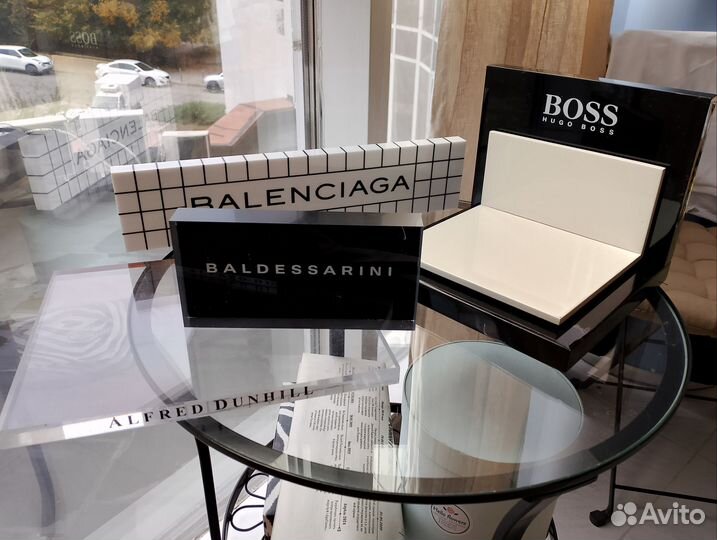 BOSS
HUGO BOSS
BALENCIAGA
BALDESSARINI
ALFRED DUNHILL
Avito